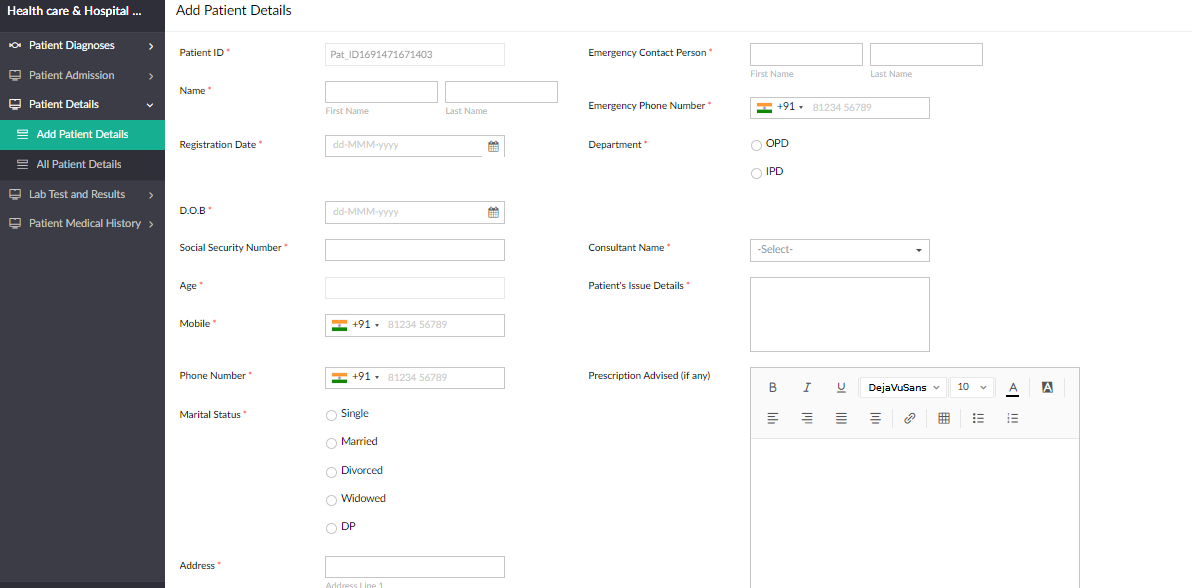 Health care & Hospital ...
Patient Diagnoses
Patient Admission
Patient Details
Add Patient Details
All Patient Details
Lab Test and Results
Patient Medical History
Add Patient Details
Patient ID *
Pat_ID1691471671403
Name *
First Name
Last Name
Registration Date *
dd-MMM-yyyy
D.O.B *
dd-MMM-yyyy
Social Security Number *
Age *
Mobile *
+91 81234 56789
Phone Number *
+91 81234 56789
Marital Status *
Single
Married
Divorced
Widowed
DP
Address *
Address Line 1
Emergency Contact Person *
First Name
Last Name
Emergency Phone Number *
+91 81234 56789
Department *
OPD
IPD
Consultant Name *
-Select-
Patient's Issue Details *
Prescription Advised (if any)
B I U DejaVuSans 10 A A